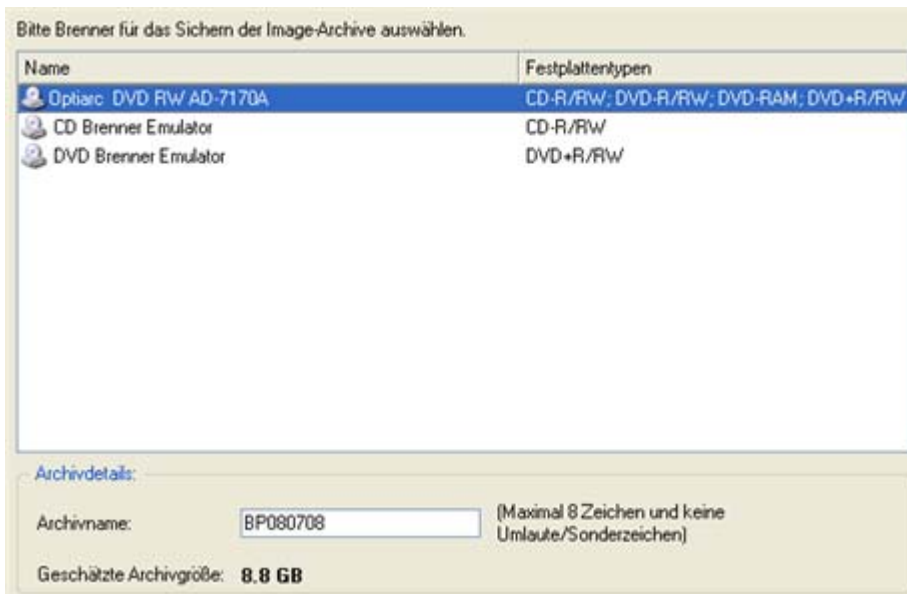 Bitte Brenner für das Sichern der Image-Archive auswählen.
Name Festplattentypen
Optiarc DVD RW AD-7170A CD-R/RW; DVD-R/RW; DVD-RAM; DVD+R/RW
CD Brenner Emulator CD-R/RW
DVD Brenner Emulator DVD+R/RW
Archivdetails:
Archivname: BP080708 (Maximal 8 Zeichen und keine
Umlaute/Sonderzeichen)
Geschätzte Archivgröße: 8,8 GB